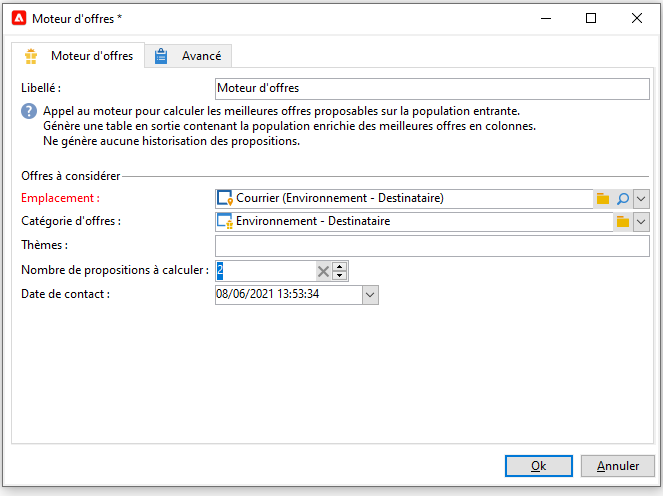 Moteur d'offres *
Moteur d'offres
Avancé
Libellé :
Moteur d'offres
Appel au moteur pour calculer les meilleures offres proposables sur la population entrante.
Génère une table en sortie contenant la population enrichie des meilleures offres en colonnes.
Ne génère aucune historisation des propositions.
Offres à considérer
Emplacement :
Courrier (Environnement - Destinataire)
Catégorie d'offres :
Environnement - Destinataire
Thèmes :
Nombre de propositions à calculer :
2
Date de contact :
08/06/2021 13:53:34
Ok
Annuler